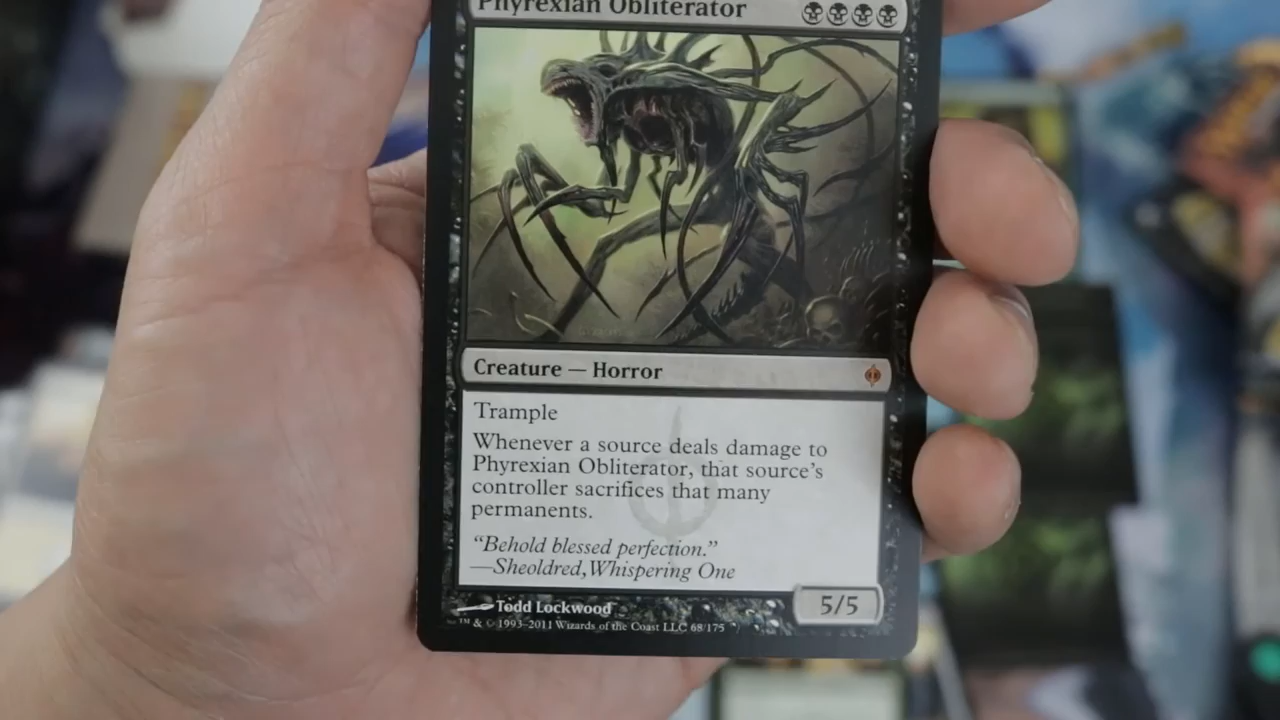 Phyrexian Obliterator
Creature — Horror
Trample
Whenever a source deals damage to
Phyrexian Obliterator, that source's
controller sacrifices that many
permanents.
“Behold blessed perfection.”
—Sheoldred, Whispering One
5/5
Todd Lockwood
™ & © 1993–2011 Wizards of the Coast LLC 68/175